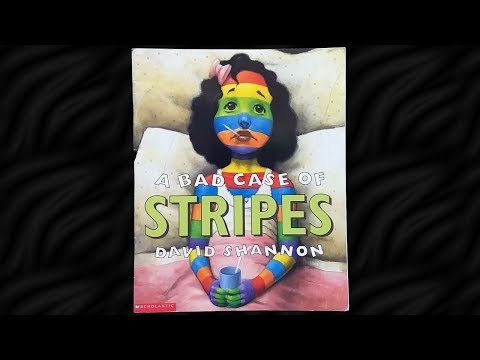 A BAD CASE OF
STRIPES
DAVID SHANNON
SCHOLASTIC